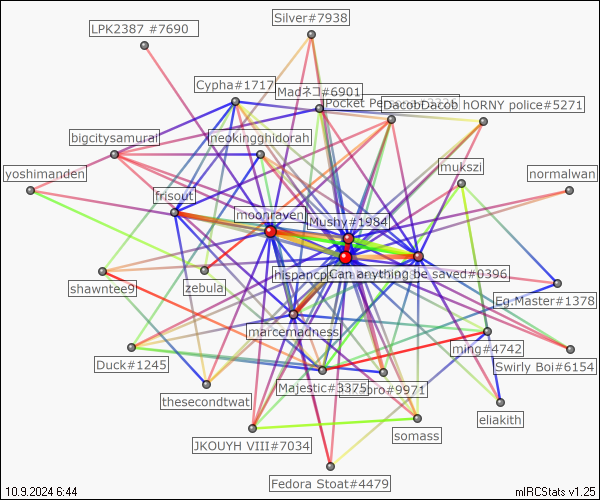 Silver#7938
LPK2387 #7690
Cypha#1717
Madネコ#6901
Pocket Pen
DacobDacob hORNY police#5271
bigcitysamurai
neokingghidorah
yoshimanden
mukszi
normalwan
frisout
moonraven
Mushy#1984
hispancp
Can anything be saved#0396
shawntee9
zebula
Eg.Master#1378
marcemadness
ming#4742
Duck#1245
Swirly Boi#6154
Majestic#3375
pro#9971
thesecondtwat
eliakith
JKOUYH VIII#7034
somass
Fedora Stoat#4479
10.9.2024 6:44
mIRCStats v1.25